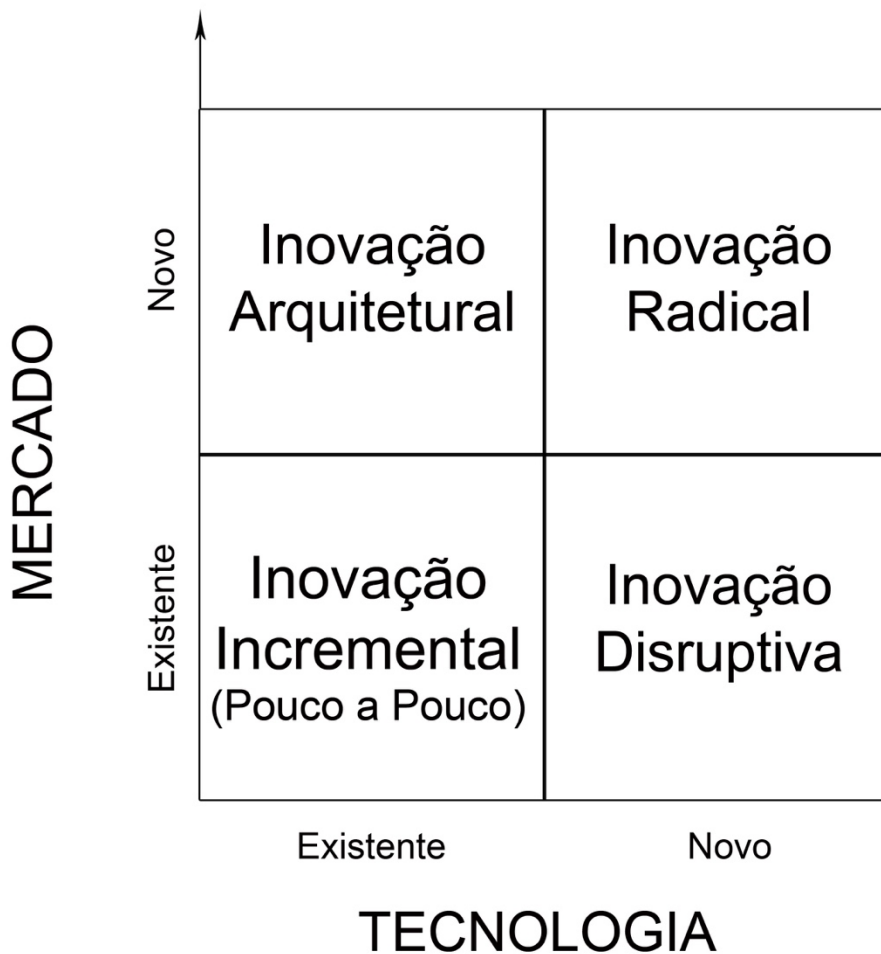 MERCADO
Novo
Existente
Inovação
Arquitetural
Inovação
Radical
Inovação
Incremental
(Pouco a Pouco)
Inovação
Disruptiva
Existente
Novo
TECNOLOGIA